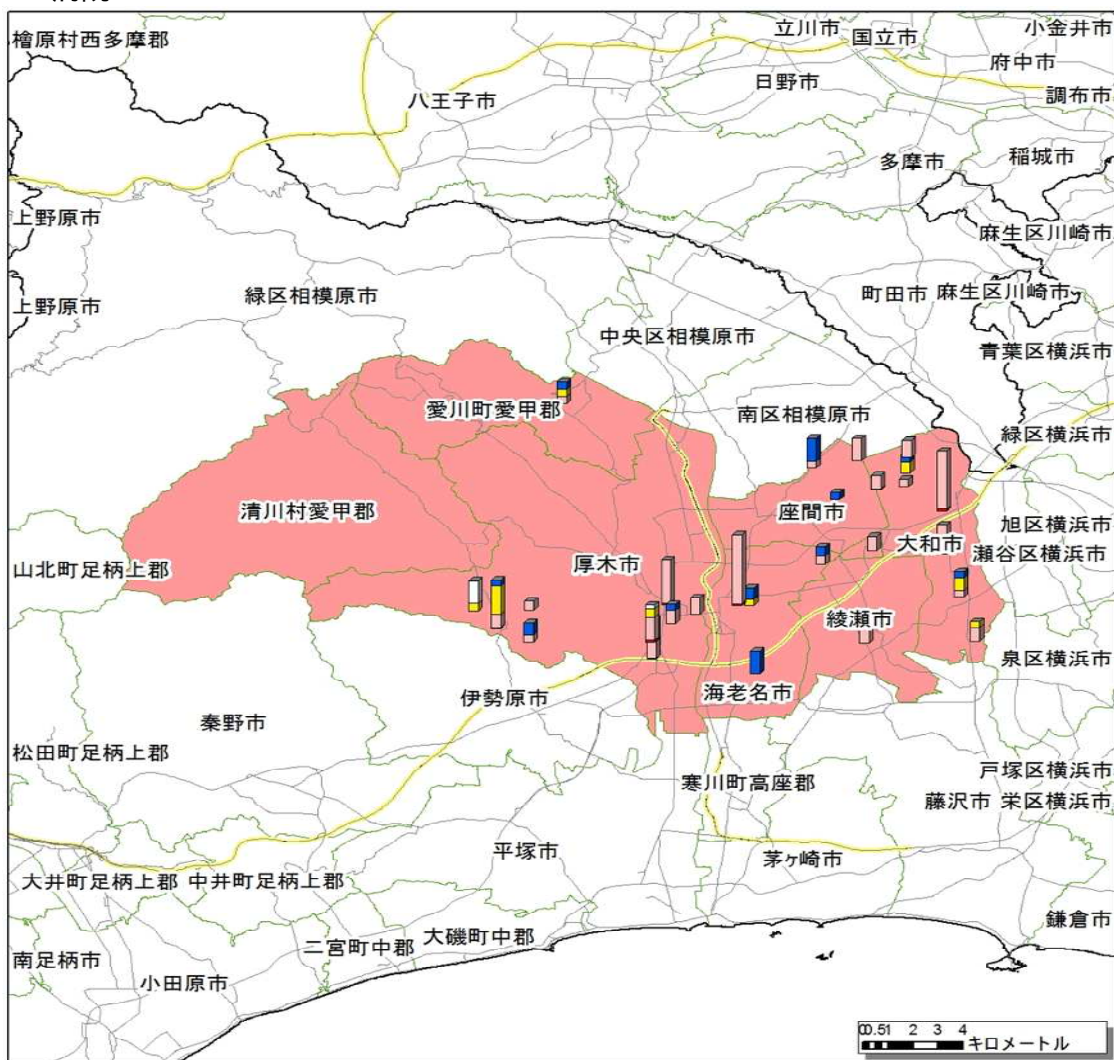 檜原村西多摩郡
立川市
国立市
小金井市
府中市
八王子市
日野市
調布市
多摩市
稲城市
上野原市
麻生区川崎市
緑区相模原市
上野原市
町田市
麻生区川崎市
中央区相模原市
青葉区横浜市
愛川町愛甲郡
南区相模原市
緑区横浜市
清川村愛甲郡
座間市
旭区横浜市
山北町足柄上郡
厚木市
大和市
瀬谷区横浜市
綾瀬市
泉区横浜市
伊勢原市
海老名市
秦野市
松田町足柄上郡
戸塚区横浜市
寒川町高座郡
藤沢市
栄区横浜市
平塚市
茅ヶ崎市
大井町足柄上郡
中井町足柄上郡
鎌倉市
二宮町中郡
大磯町中郡
南足柄市
小田原市
00.51 2 3 4
キロメートル